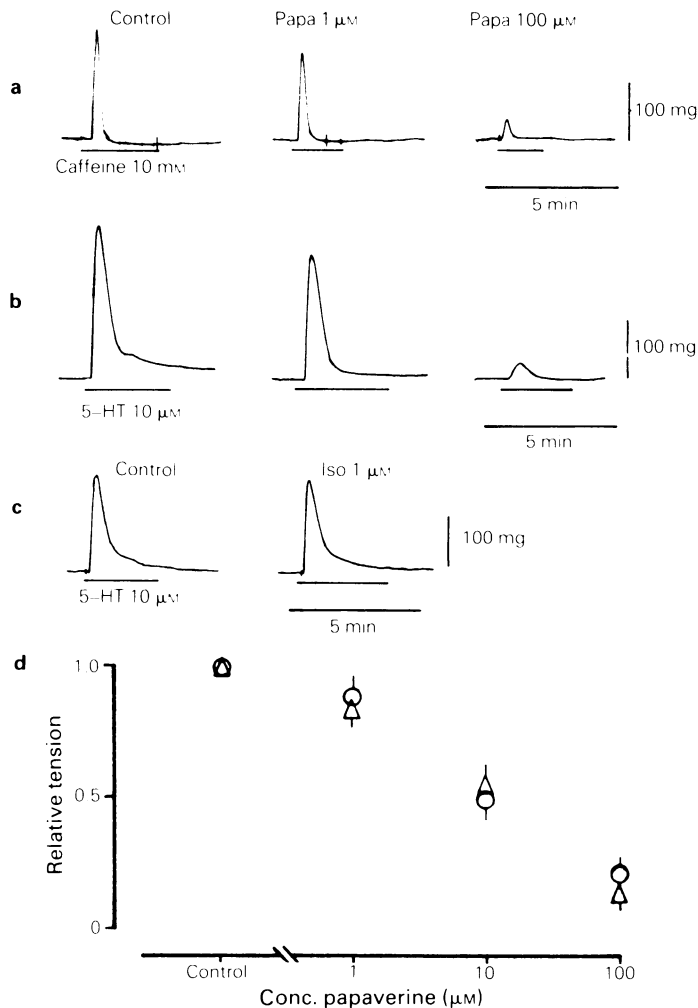 Control Papa 1 μM Papa 100 μM
a
100 mg
Caffeine 10 mM
5 min
b
100 mg
5–HT 10 μM
5 min
Control Iso 1 μM
c
100 mg
5–HT 10 μM
5 min
d
1 0
0 5
0
Relative tension
Control 1 10 100
Conc. papaverine (μM)